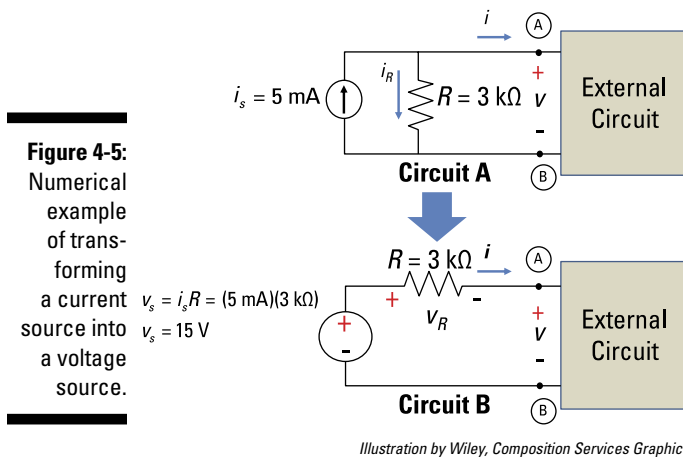 i
A
i_s = 5 mA
i_R
R = 3 kΩ
+
v
-
External
Circuit
Circuit A
B
Figure 4-5:
Numerical
example
of trans-
forming
a current
source into
a voltage
source.
R = 3 kΩ
i
A
v_s = i_sR = (5 mA)(3 kΩ)
v_s = 15 V
+
-
+
-
v_R
+
v
-
External
Circuit
Circuit B
B
Illustration by Wiley, Composition Services Graphic